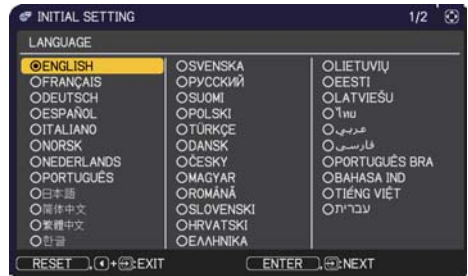 INITIAL SETTING 1/2
LANGUAGE
ENGLISH
FRANÇAIS
DEUTSCH
ESPAÑOL
ITALIANO
NORSK
NEDERLANDS
PORTUGUÊS
日本語
简体中文
繁體中文
한글
SVENSKA
РУССКИЙ
SUOMI
POLSKI
TÜRKÇE
DANSK
ČESKY
MAGYAR
ROMÂNĂ
SLOVENSKI
HRVATSKI
ΕΛΛΗΝΙΚΑ
LIETUVIŲ
EESTI
LATVIEŠU
ไทย
عربي
فارسی
PORTUGUÊS BRA
BAHASA IND
TIẾNG VIỆT
עברית
RESET , + :EXIT ENTER , :NEXT